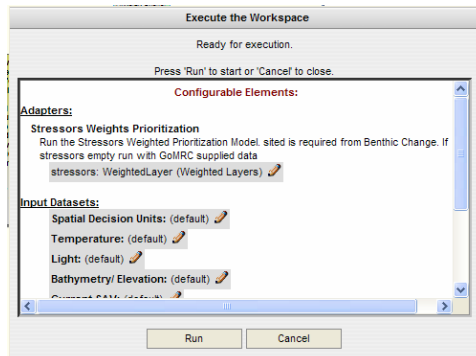 Execute the Workspace
Ready for execution.
Press 'Run' to start or 'Cancel' to close.
Configurable Elements:
Adapters:
Stressors Weights Prioritization
Run the Stressors Weighted Prioritization Model. sited is required from Benthic Change. If
stressors empty run with GoMRC supplied data
stressors: WeightedLayer (Weighted Layers)
Input Datasets:
Spatial Decision Units: (default)
Temperature: (default)
Light: (default)
Bathymetry/ Elevation: (default)
Current SAV: (default)
Run
Cancel